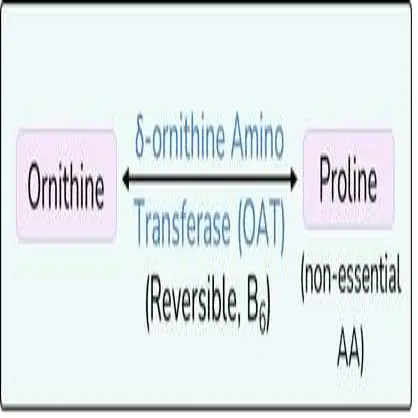 δ-ornithine Amino
Ornithine
Proline
Transferase (OAT)
(Reversible, B₆)
(non-essential
AA)